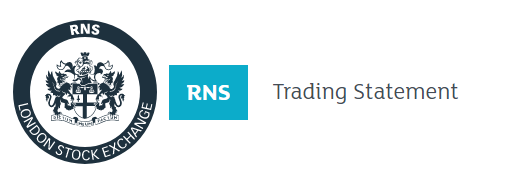 RNS
LONDON STOCK EXCHANGE
RNS
Trading Statement